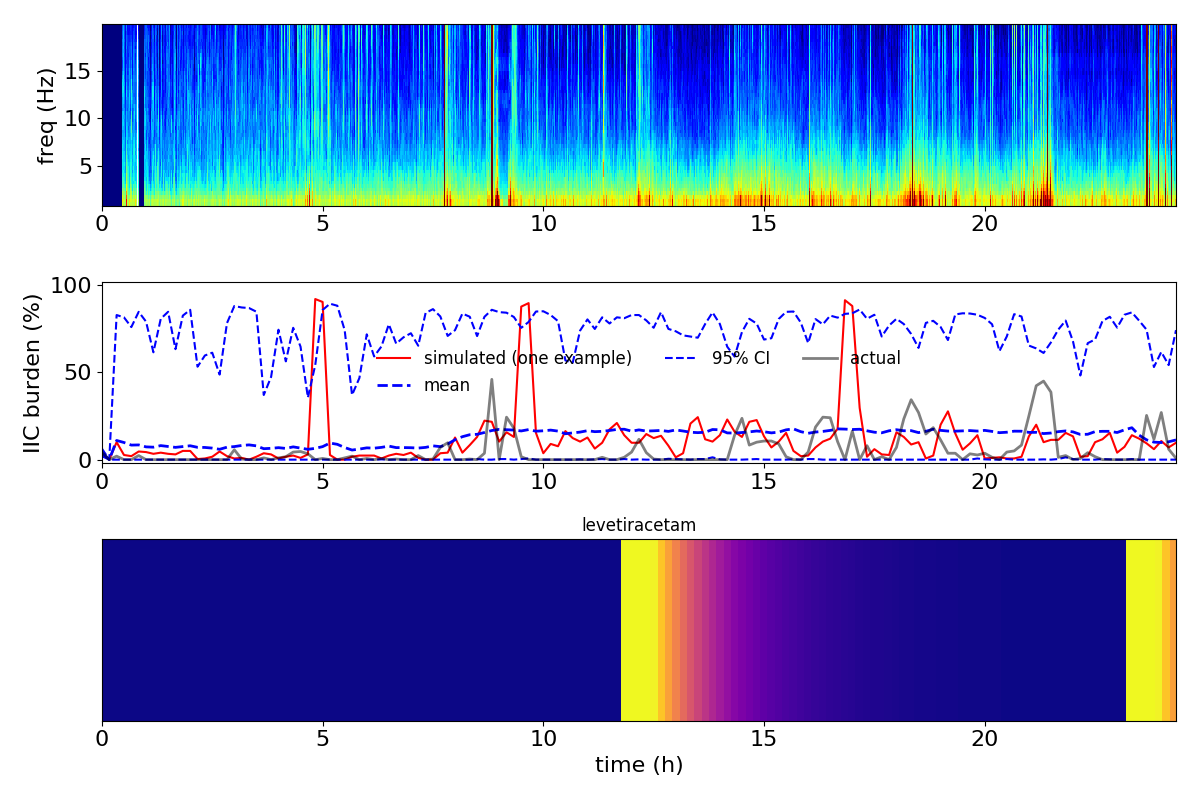 freq (Hz)
15
10
5
0 5 10 15 20
IIC burden (%)
100
50
0
simulated (one example) 95% CI actual
mean
0 5 10 15 20
levetiracetam
0 5 10 15 20
time (h)